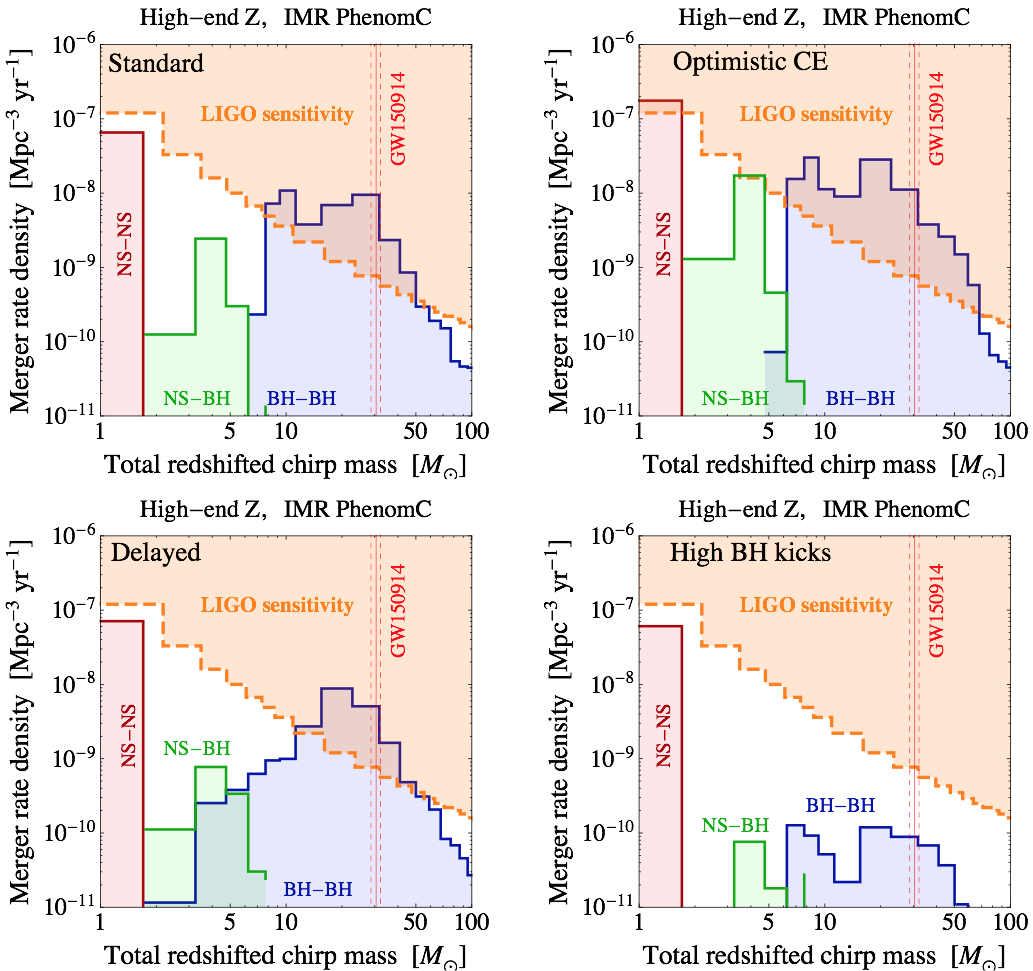 High−end Z, IMR PhenomC
Standard
LIGO sensitivity
GW150914
NS−NS
NS−BH
BH−BH
Merger rate density [Mpc⁻³ yr⁻¹]
10⁻⁶
10⁻⁷
10⁻⁸
10⁻⁹
10⁻¹⁰
10⁻¹¹
1 5 10 50 100
Total redshifted chirp mass [M⊙]
High−end Z, IMR PhenomC
Optimistic CE
LIGO sensitivity
GW150914
NS−NS
NS−BH
BH−BH
Merger rate density [Mpc⁻³ yr⁻¹]
10⁻⁶
10⁻⁷
10⁻⁸
10⁻⁹
10⁻¹⁰
10⁻¹¹
1 5 10 50 100
Total redshifted chirp mass [M⊙]
High−end Z, IMR PhenomC
Delayed
LIGO sensitivity
GW150914
NS−NS
NS−BH
BH−BH
Merger rate density [Mpc⁻³ yr⁻¹]
10⁻⁶
10⁻⁷
10⁻⁸
10⁻⁹
10⁻¹⁰
10⁻¹¹
1 5 10 50 100
Total redshifted chirp mass [M⊙]
High−end Z, IMR PhenomC
High BH kicks
LIGO sensitivity
GW150914
NS−NS
BH−BH
NS−BH
Merger rate density [Mpc⁻³ yr⁻¹]
10⁻⁶
10⁻⁷
10⁻⁸
10⁻⁹
10⁻¹⁰
10⁻¹¹
1 5 10 50 100
Total redshifted chirp mass [M⊙]